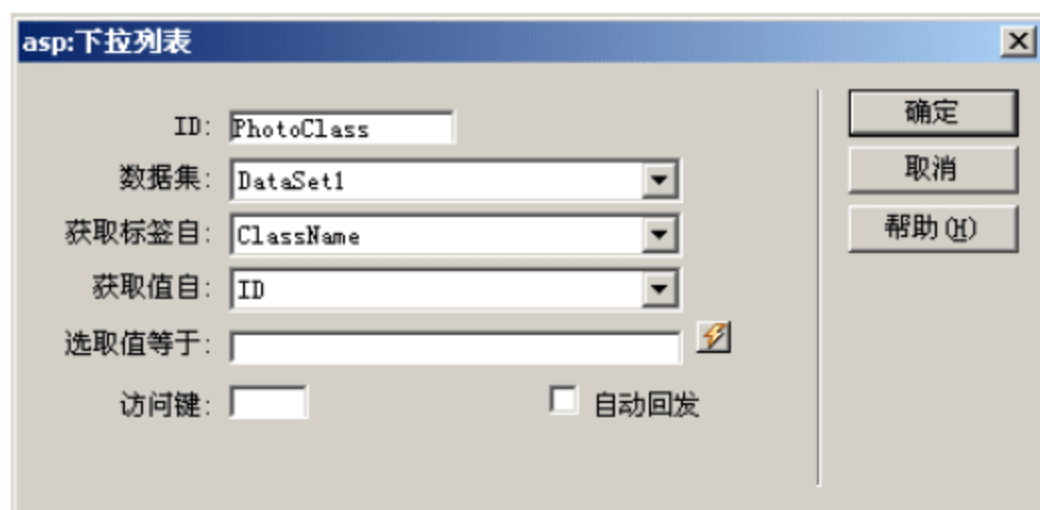 asp:下拉列表
ID: PhotoClass
确定
数据集: DataSet1
取消
获取标签自: ClassName
帮助(H)
获取值自: ID
选取值等于:
访问键:
自动回发